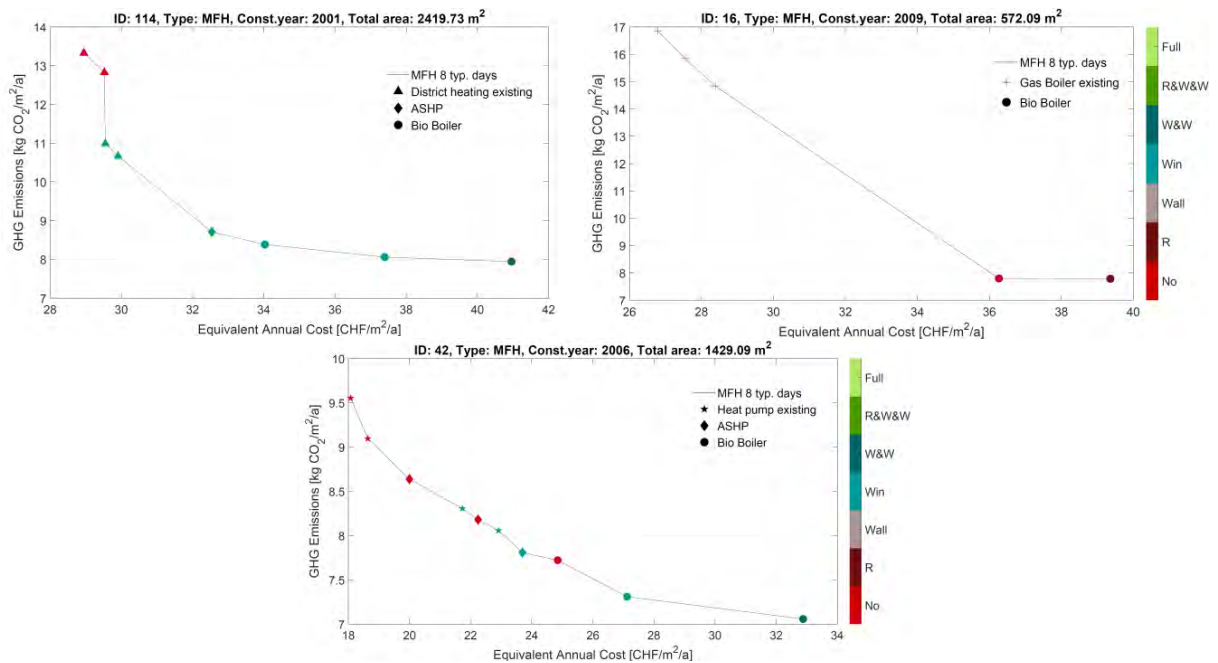 ID: 114, Type: MFH, Const.year: 2001, Total area: 2419.73 m²
14
13
12
11
10
9
8
7
GHG Emissions [kg CO₂/m²/a]
MFH 8 typ. days
District heating existing
ASHP
Bio Boiler
28 30 32 34 36 38 40 42
Equivalent Annual Cost [CHF/m²/a]
ID: 16, Type: MFH, Const.year: 2009, Total area: 572.09 m²
17
16
15
14
13
12
11
10
9
8
7
GHG Emissions [kg CO₂/m²/a]
MFH 8 typ. days
Gas Boiler existing
Bio Boiler
26 28 30 32 34 36 38 40
Equivalent Annual Cost [CHF/m²/a]
Full
R&W&W
W&W
Win
Wall
R
No
ID: 42, Type: MFH, Const.year: 2006, Total area: 1429.09 m²
10
9.5
9
8.5
8
7.5
7
GHG Emissions [kg CO₂/m²/a]
MFH 8 typ. days
Heat pump existing
ASHP
Bio Boiler
18 20 22 24 26 28 30 32 34
Equivalent Annual Cost [CHF/m²/a]
Full
R&W&W
W&W
Win
Wall
R
No